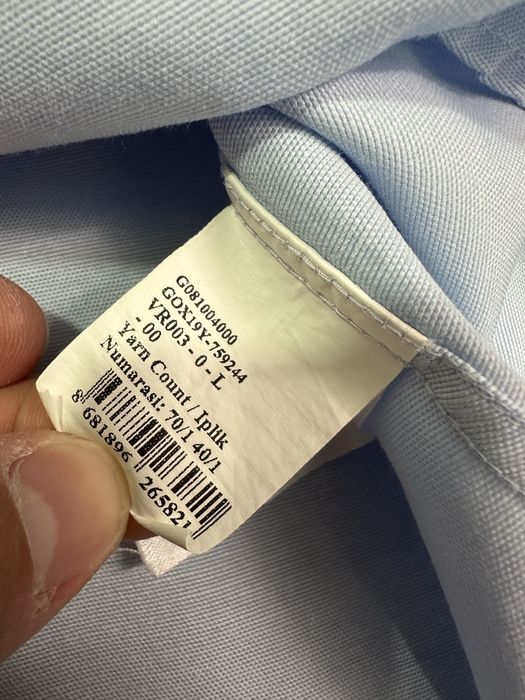 G081004000
GOX19Y-759244
VR003 - 0 - L
- 00
Yarn Count / Iplik
Numarasi: 70/1 40/1
8 681896 265821